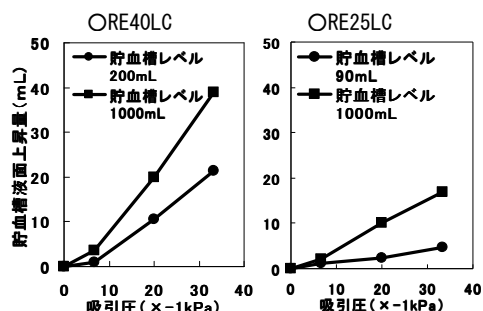 ○RE40LC
50
40
30
20
10
0
貯血槽液面上昇量(mL)
貯血槽レベル
200mL
貯血槽レベル
1000mL
0 10 20 30 40
吸引圧(×-1kPa)
○RE25LC
50
40
30
20
10
0
貯血槽レベル
90mL
貯血槽レベル
1000mL
0 10 20 30 40
吸引圧(×-1kPa)